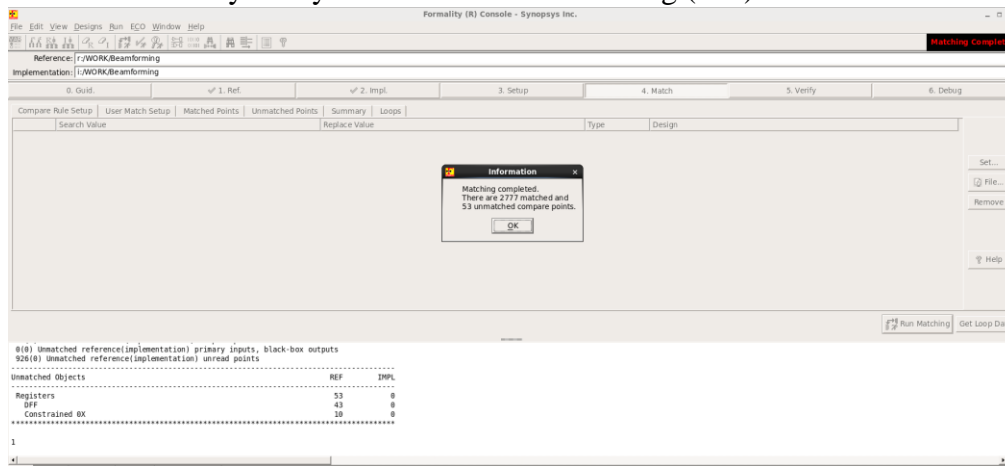 Formality (R) Console - Synopsys Inc.
File Edit View Designs Run ECO Window Help
Matching Complet
Reference: r:/WORK/Beamforming
Implementation: i:/WORK/Beamforming
0. Guid. 1. Ref. 2. Impl. 3. Setup 4. Match 5. Verify 6. Debug
Compare Rule Setup User Match Setup Matched Points Unmatched Points Summary Loops
Search Value Replace Value Type Design
Information
Matching completed.
There are 2777 matched and
53 unmatched compare points.
OK
Set...
File...
Remove
Help
Run Matching Get Loop Da
0(0) Unmatched reference(implementation) primary inputs, black-box outputs
926(0) Unmatched reference(implementation) unread points
Unmatched Objects REF IMPL
Registers 53 0
DFF 43 0
Constrained 0X 10 0
1